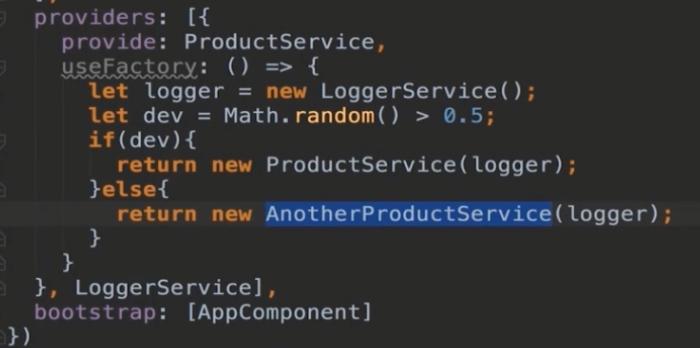 providers: [{
provide: ProductService,
useFactory: () => {
let logger = new LoggerService();
let dev = Math.random() > 0.5;
if(dev){
return new ProductService(logger);
}else{
return new AnotherProductService(logger);
}
}
}, LoggerService],
bootstrap: [AppComponent]
})